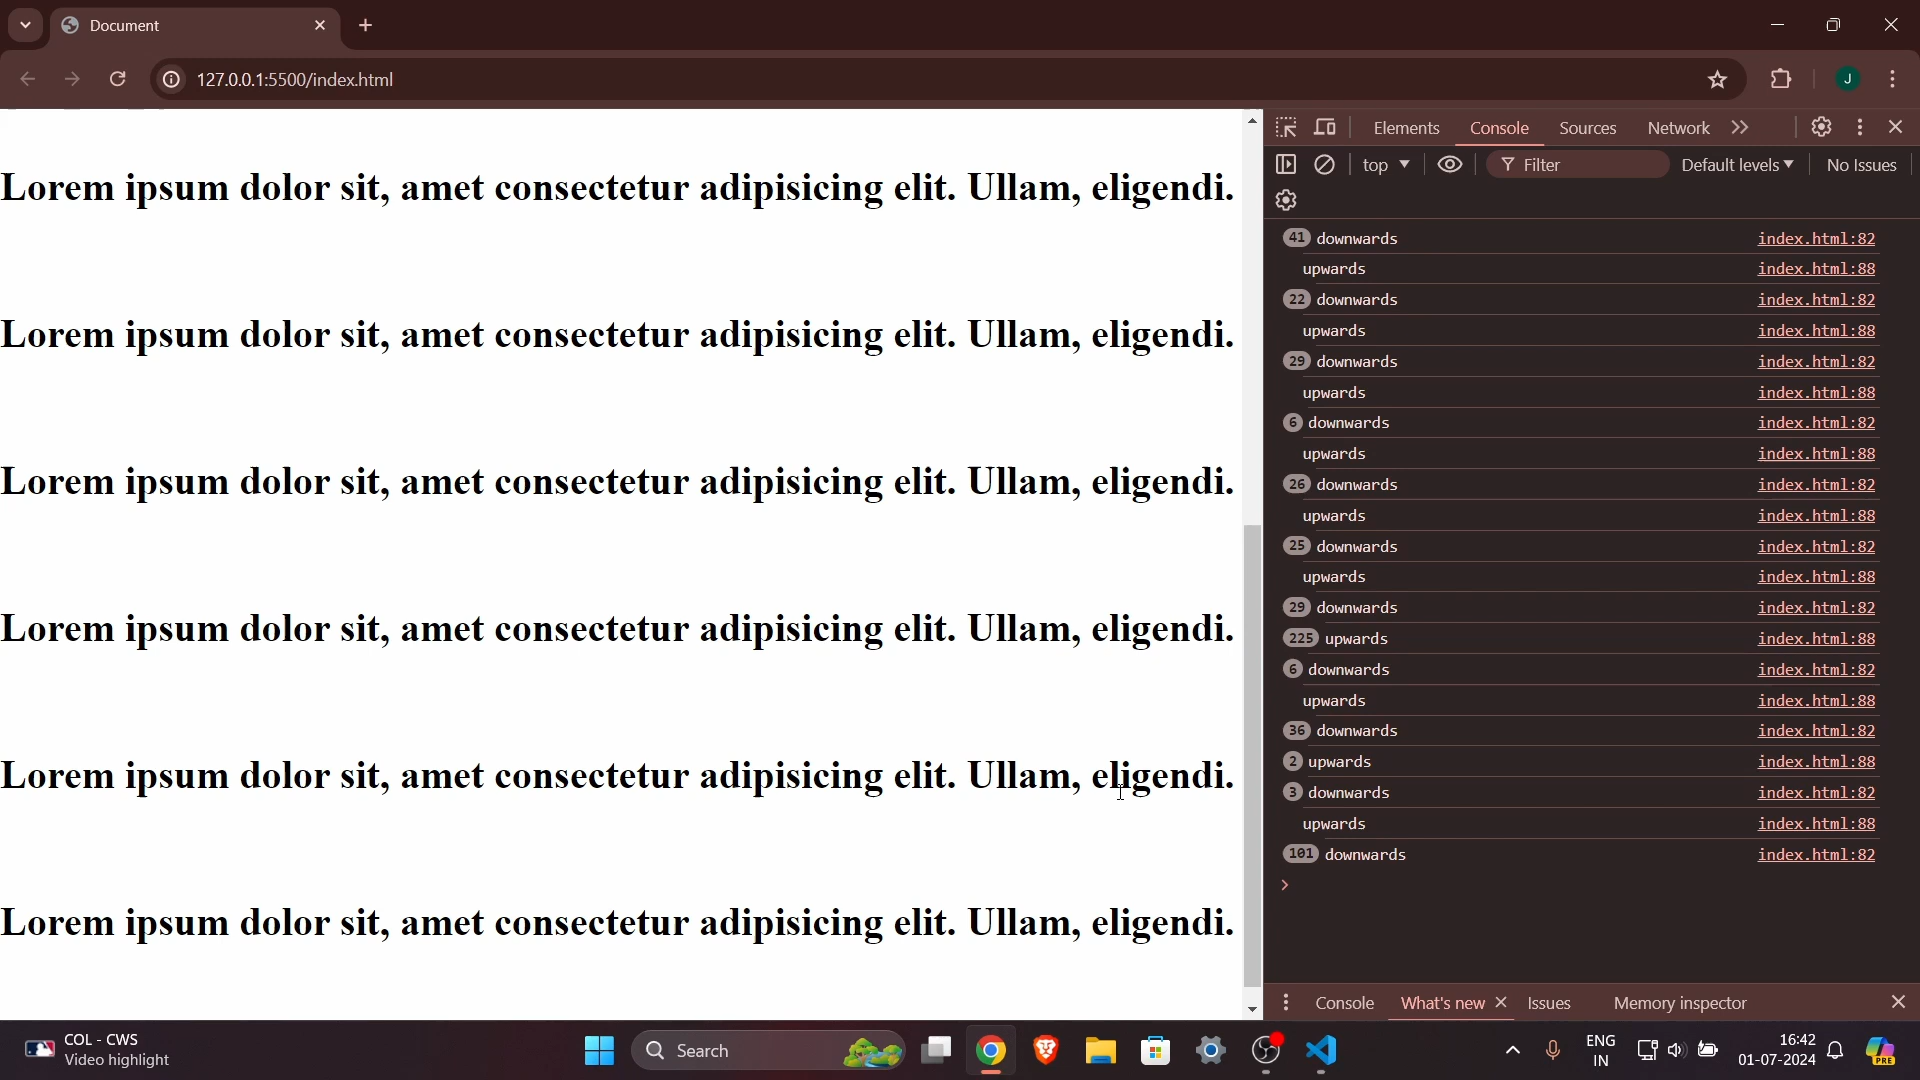 Document
127.0.0.1:5500/index.html
J
Lorem ipsum dolor sit, amet consectetur adipisicing elit. Ullam, eligendi.
Lorem ipsum dolor sit, amet consectetur adipisicing elit. Ullam, eligendi.
Lorem ipsum dolor sit, amet consectetur adipisicing elit. Ullam, eligendi.
Lorem ipsum dolor sit, amet consectetur adipisicing elit. Ullam, eligendi.
Lorem ipsum dolor sit, amet consectetur adipisicing elit. Ullam, eligendi.
Lorem ipsum dolor sit, amet consectetur adipisicing elit. Ullam, eligendi.
Elements Console Sources Network
top Filter Default levels No Issues
41 downwards index.html:82
upwards index.html:88
22 downwards index.html:82
upwards index.html:88
29 downwards index.html:82
upwards index.html:88
6 downwards index.html:82
upwards index.html:88
26 downwards index.html:82
upwards index.html:88
25 downwards index.html:82
upwards index.html:88
29 downwards index.html:82
225 upwards index.html:88
6 downwards index.html:82
upwards index.html:88
36 downwards index.html:82
2 upwards index.html:88
3 downwards index.html:82
upwards index.html:88
101 downwards index.html:82
Console What's new Issues Memory inspector
COL - CWS
Video highlight
Search
ENG
IN
16:42
01-07-2024
PRE